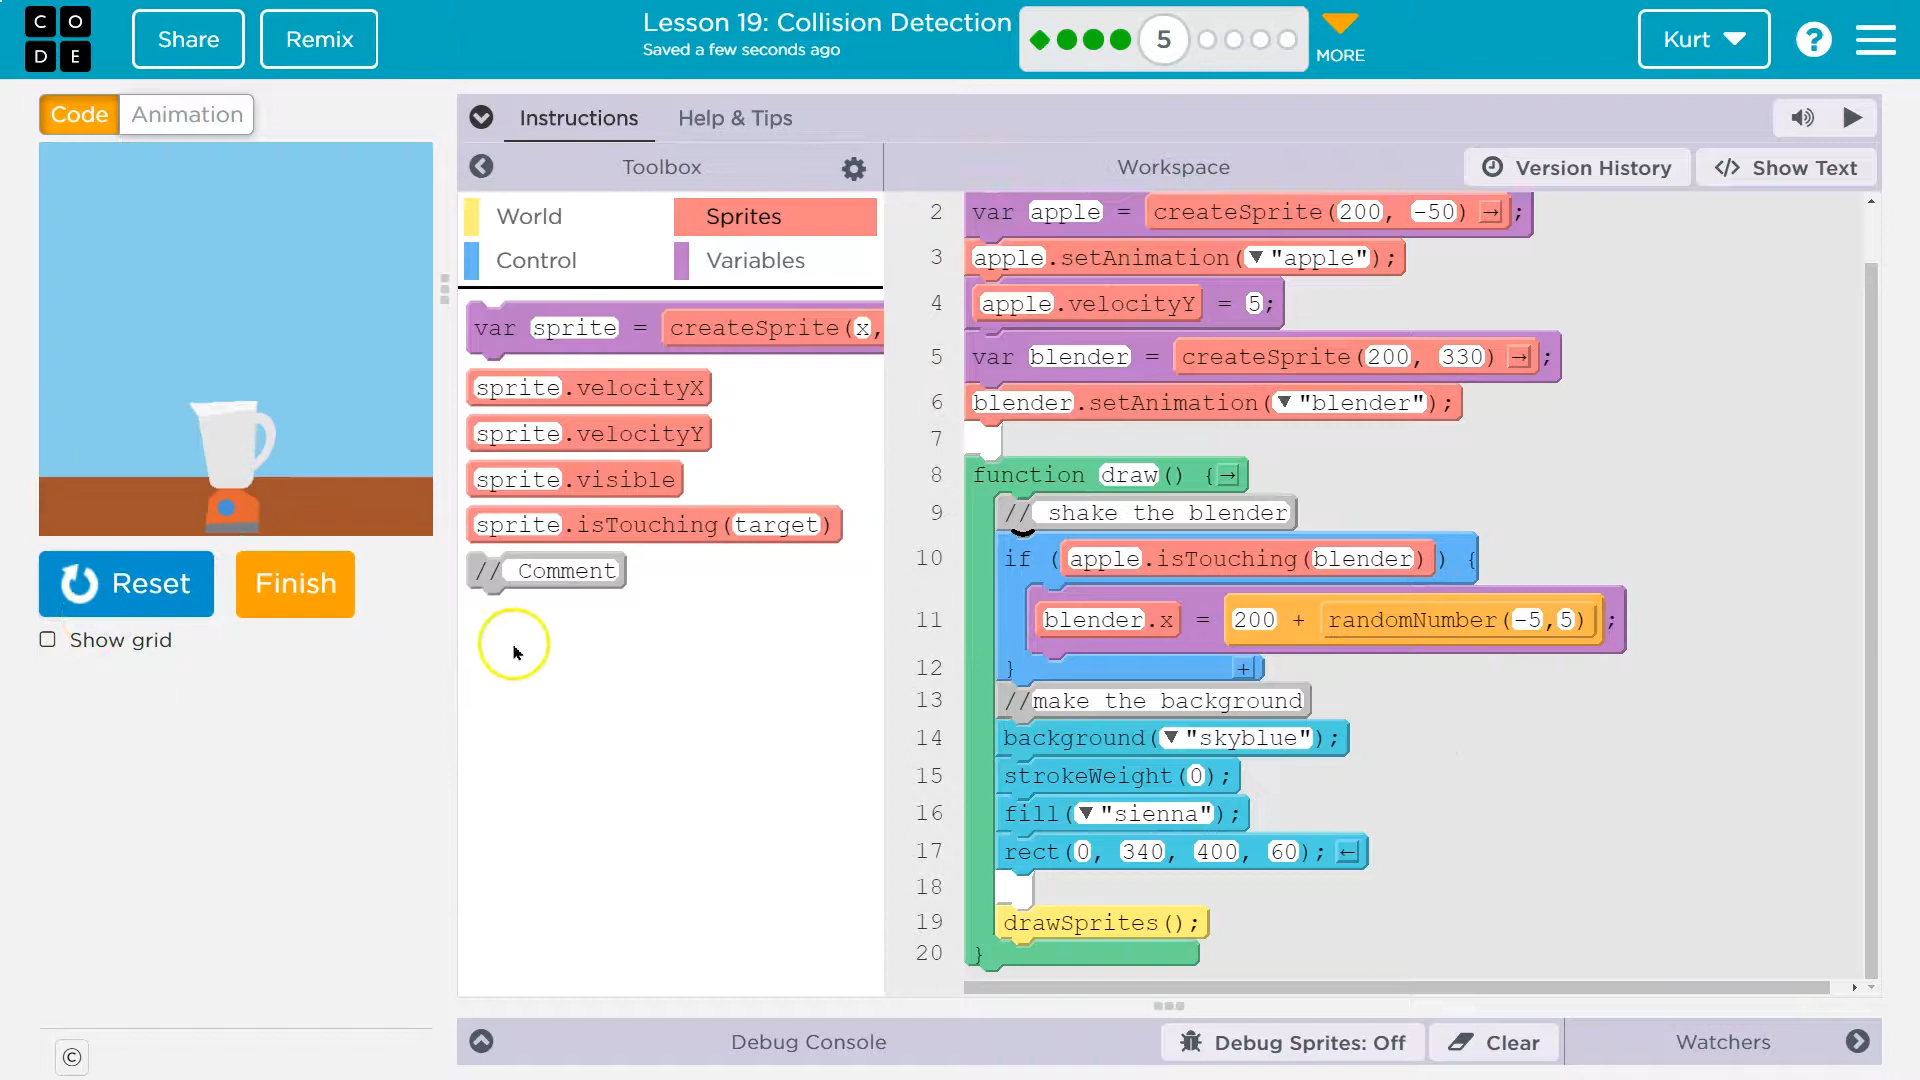 CO
DE
Share
Remix
Lesson 19: Collision Detection
Saved a few seconds ago
5
MORE
Kurt
?
Code
Animation
Instructions
Help & Tips
Toolbox
Workspace
Version History
</> Show Text
World
Sprites
Control
Variables
var sprite = createSprite(x,
sprite.velocityX
sprite.velocityY
sprite.visible
sprite.isTouching(target)
// Comment
2 var apple = createSprite(200, -50) → ;
3 apple.setAnimation(▼"apple");
4 apple.velocityY = 5;
5 var blender = createSprite(200, 330) → ;
6 blender.setAnimation(▼"blender");
7
8 function draw() {→
9 // shake the blender
10 if (apple.isTouching(blender)) {
11 blender.x = 200 + randomNumber(-5,5) ;
12 } +
13 //make the background
14 background(▼"skyblue");
15 strokeWeight(0);
16 fill(▼"sienna");
17 rect(0, 340, 400, 60); ←
18
19 drawSprites();
20 }
Reset
Finish
Show grid
©
Debug Console
Debug Sprites: Off
Clear
Watchers